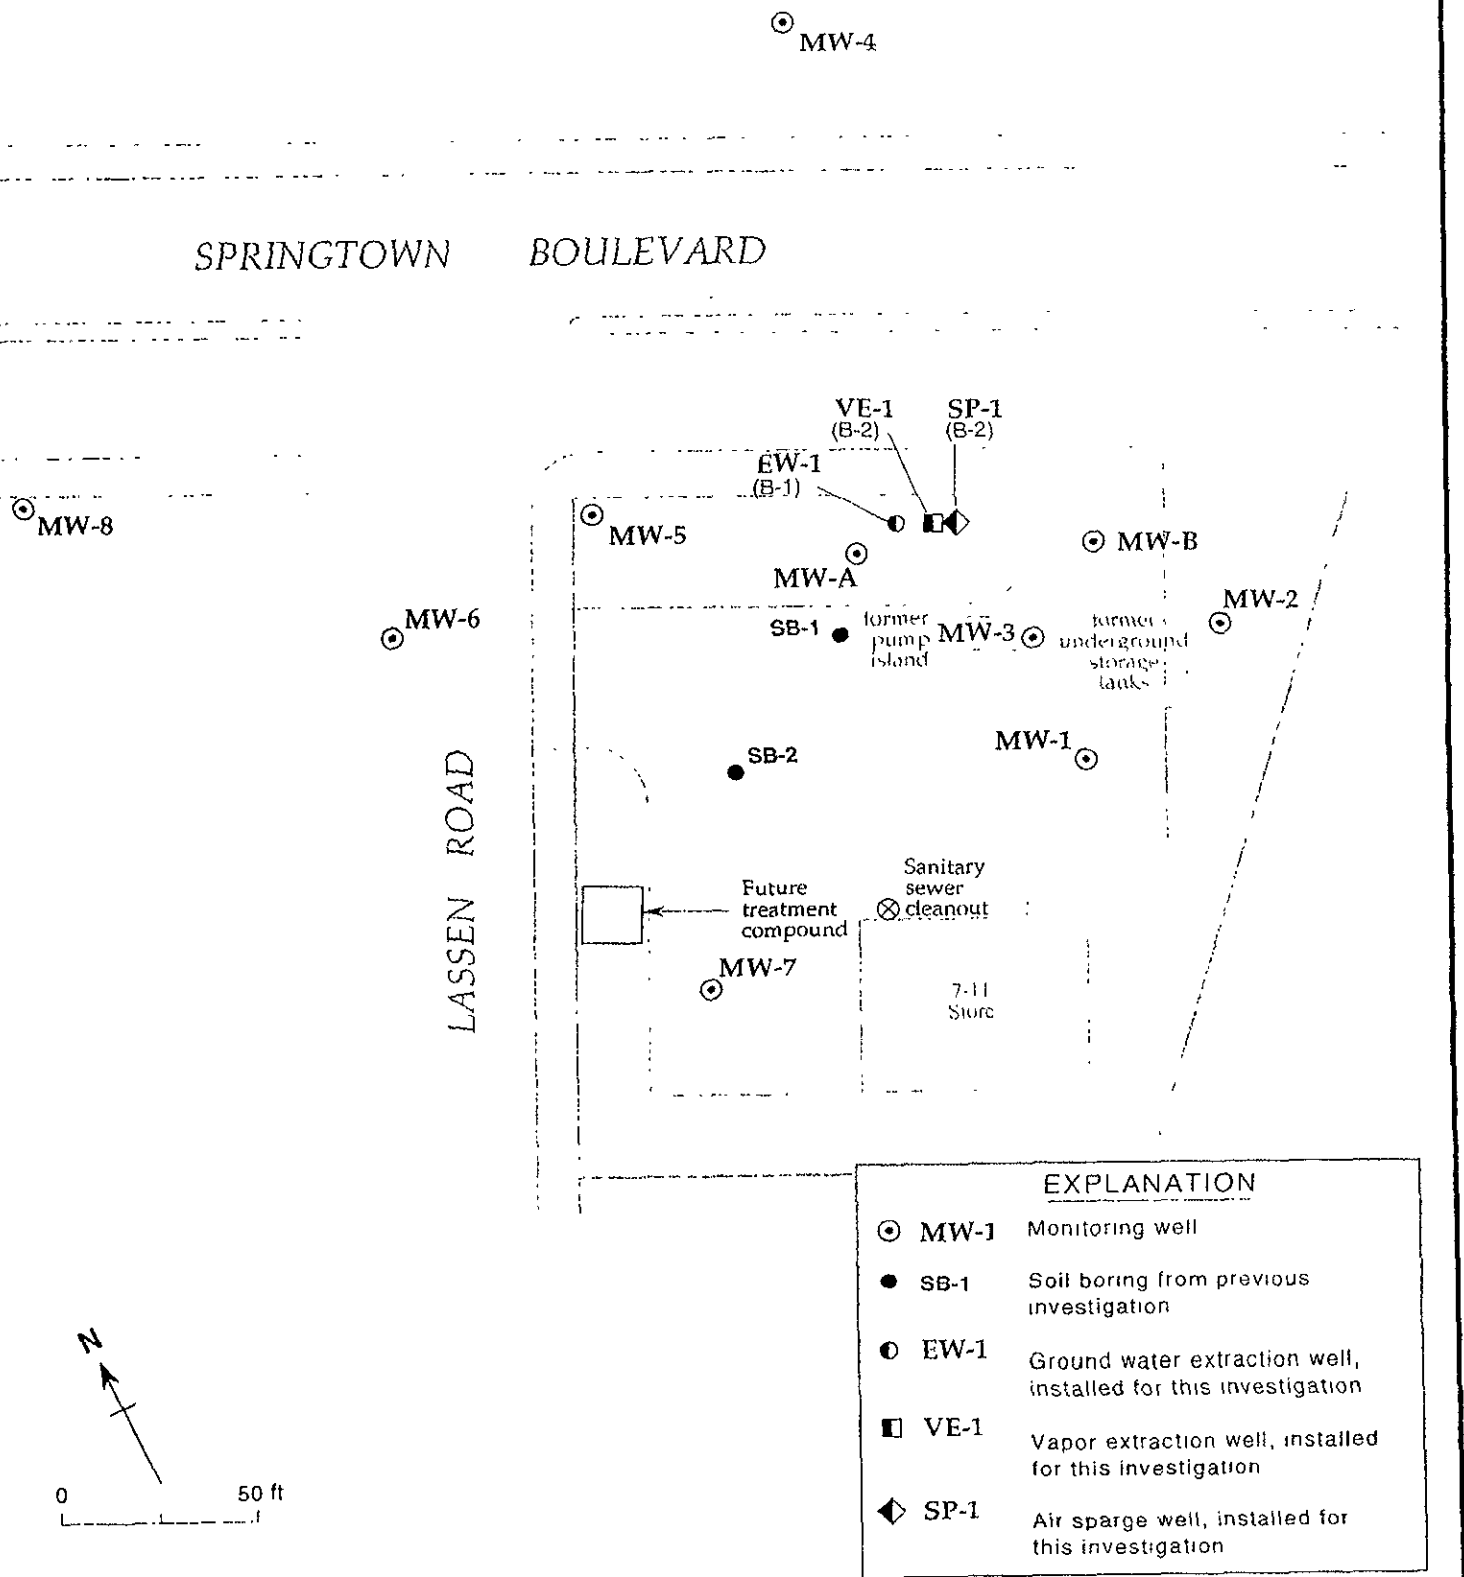 MW-4
SPRINGTOWN BOULEVARD
VE-1
(B-2)
SP-1
(B-2)
EW-1
(B-1)
MW-8
MW-5
MW-A
MW-B
MW-6
MW-2
SB-1
former
pump
island
MW-3
former
underground
storage
tanks
MW-1
SB-2
LASSEN ROAD
Future
treatment
compound
Sanitary
sewer
cleanout
MW-7
7-11
Store
EXPLANATION
MW-1 Monitoring well
SB-1 Soil boring from previous
investigation
EW-1 Ground water extraction well,
installed for this investigation
VE-1 Vapor extraction well, installed
for this investigation
SP-1 Air sparge well, installed for
this investigation
N
0 50 ft